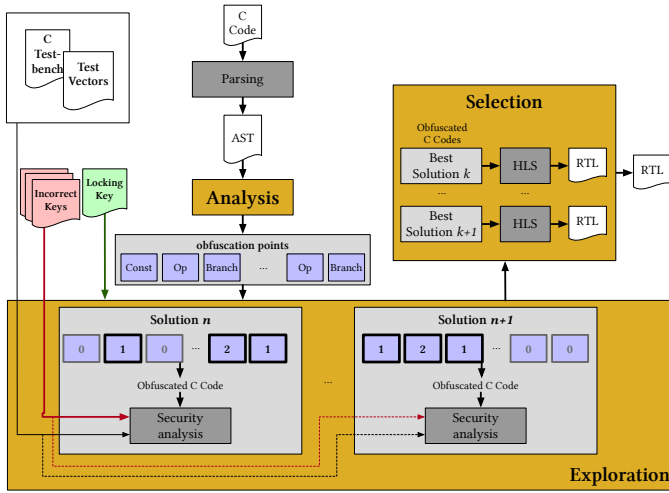 C
Test-
bench
Test
Vectors
C
Code
Parsing
AST
Incorrect
Keys
Locking
Key
Analysis
obfuscation points
Const Op Branch ... Op Branch
Selection
Obfuscated
C Codes
Best
Solution k
HLS
RTL
... ...
Best
Solution k+1
HLS
RTL
RTL
Solution n
0 1 0 ... 2 1
Obfuscated C Code
Security
analysis
...
Solution n+1
1 2 1 ... 0 0
Obfuscated C Code
Security
analysis
Exploration